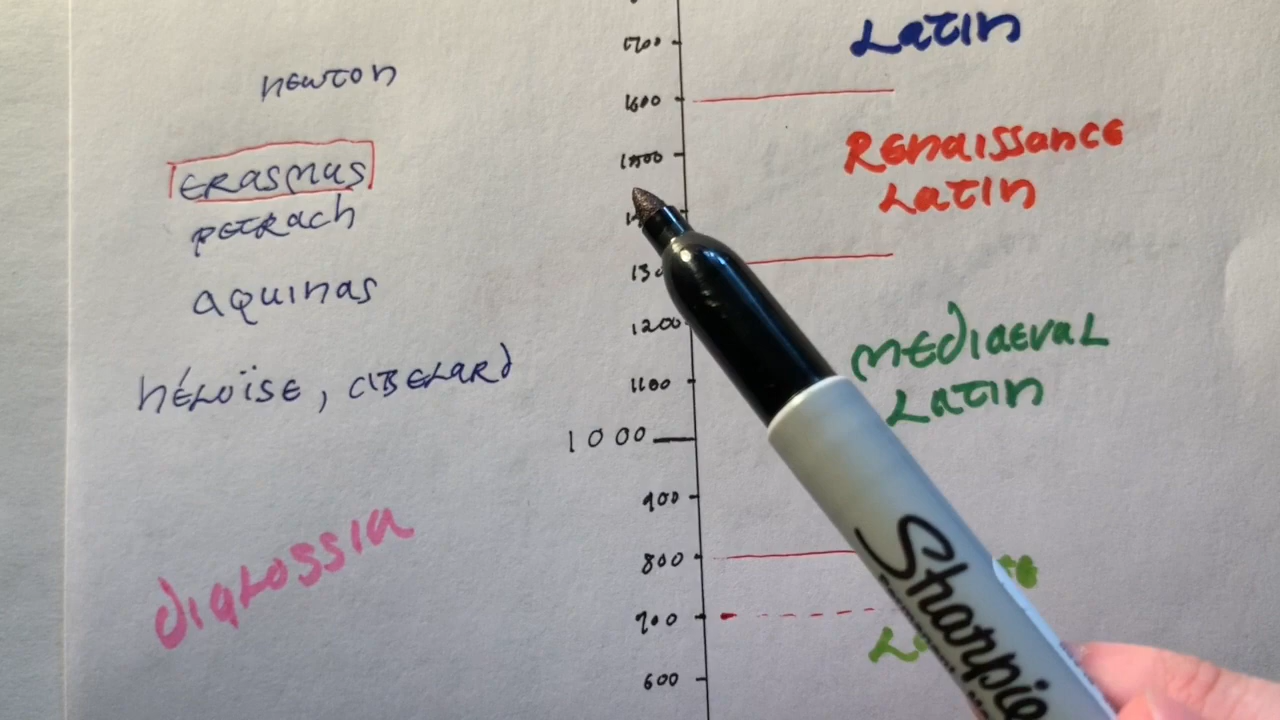 1700
Latin
newton
1600
Erasmus
1500
Renaissance
Latin
petrach
aquinas
1200
Mediaeval
Latin
héloïse, abelard
1100
1000
900
diglossia
800
700
600
Sharpie